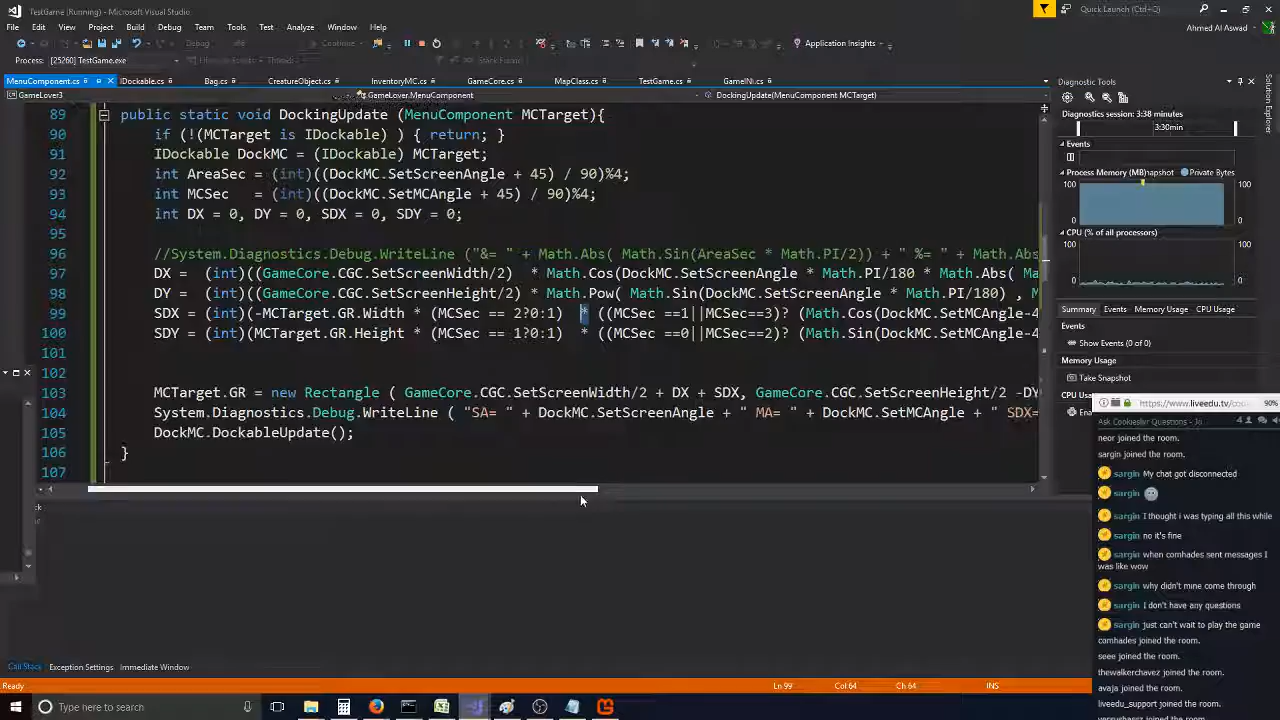 TestGame (Running) - Microsoft Visual Studio
Quick Launch (Ctrl+Q)
File Edit View Project Build Debug Team Tools Test Analyze Window Help
Ahmed Al Aswad
Debug
Continue
Application Insights
Process: [25260] TestGame.exe
Stack Frame:
MenuComponent.cs IDockable.cs Bag.cs CreatureObject.cs InventoryMC.cs GameCore.cs MapClass.cs TestGame.cs
GameLover3 GameLover.MenuComponent DockingUpdate(MenuComponent MCTarget)
89 public static void DockingUpdate (MenuComponent MCTarget){
90 if (!(MCTarget is IDockable) ) { return; }
91 IDockable DockMC = (IDockable) MCTarget;
92 int AreaSec = (int)((DockMC.SetScreenAngle + 45) / 90)%4;
93 int MCSec = (int)((DockMC.SetMCAngle + 45) / 90)%4;
94 int DX = 0, DY = 0, SDX = 0, SDY = 0;
95
96 //System.Diagnostics.Debug.WriteLine ("&= " + Math.Abs( Math.Sin(AreaSec * Math.PI/2)) + " %= " + Math.Abs
97 DX = (int)((GameCore.CGC.SetScreenWidth/2) * Math.Cos(DockMC.SetScreenAngle * Math.PI/180 * Math.Abs( Ma
98 DY = (int)((GameCore.CGC.SetScreenHeight/2) * Math.Pow( Math.Sin(DockMC.SetScreenAngle * Math.PI/180) , M
99 SDX = (int)(-MCTarget.GR.Width * (MCSec == 2?0:1) * ((MCSec ==1||MCSec==3)? (Math.Cos(DockMC.SetMCAngle-4
100 SDY = (int)(MCTarget.GR.Height * (MCSec == 1?0:1) * ((MCSec ==0||MCSec==2)? (Math.Sin(DockMC.SetMCAngle-4
101
102
103 MCTarget.GR = new Rectangle ( GameCore.CGC.SetScreenWidth/2 + DX + SDX, GameCore.CGC.SetScreenHeight/2 -DY
104 System.Diagnostics.Debug.WriteLine ( "SA= " + DockMC.SetScreenAngle + " MA= " + DockMC.SetMCAngle + " SDX=
105 DockMC.DockableUpdate();
106 }
107
Diagnostic Tools
Diagnostics session: 3:38 minutes
3:30min
Events
Process Memory (MB) Snapshot Private Bytes
100 100
0 0
CPU (% of all processors)
100 100
0 0
Summary Events Memory Usage CPU Usage
Events
Show Events (0 of 0)
Memory Usage
Take Snapshot
CPU Usa
Solution Explorer
https://www.liveedu.tv/cou 90%
4
neor joined the room.
sargin joined the room.
sargin My chat got disconnected
sargin
sargin I thought i was typing all this while
sargin no it's fine
sargin when comhades sent messages I
was like wow
sargin why didn't mine come through
sargin I don't have any questions
sargin just can't wait to play the game
comhades joined the room.
seee joined the room.
thewalkerchavez joined the room.
avaja joined the room.
liveedu_support joined the room.
Call Stack Exception Settings Immediate Window
Ready Ln 99 Col 64 Ch 64 INS
Type here to search